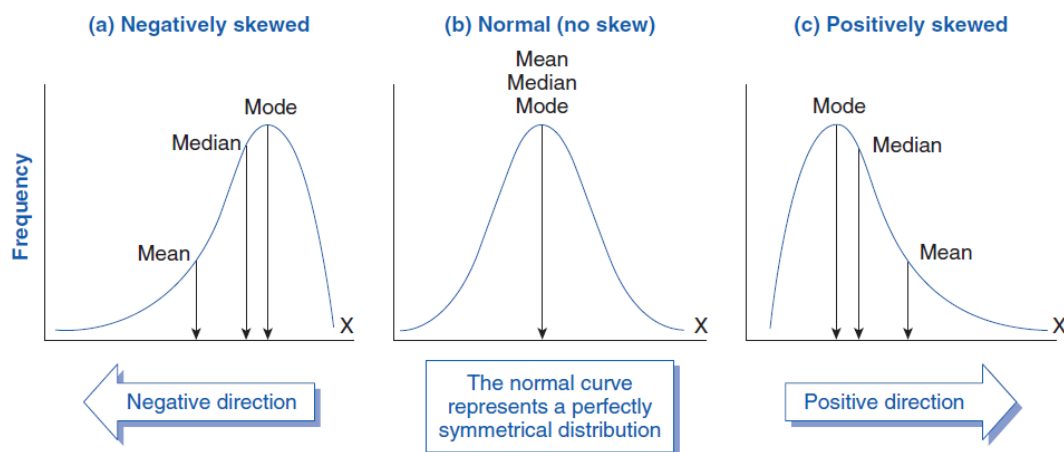 (a) Negatively skewed
Frequency
Mode
Median
Mean
X
Negative direction
(b) Normal (no skew)
Mean
Median
Mode
X
The normal curve
represents a perfectly
symmetrical distribution
(c) Positively skewed
Mode
Median
Mean
X
Positive direction